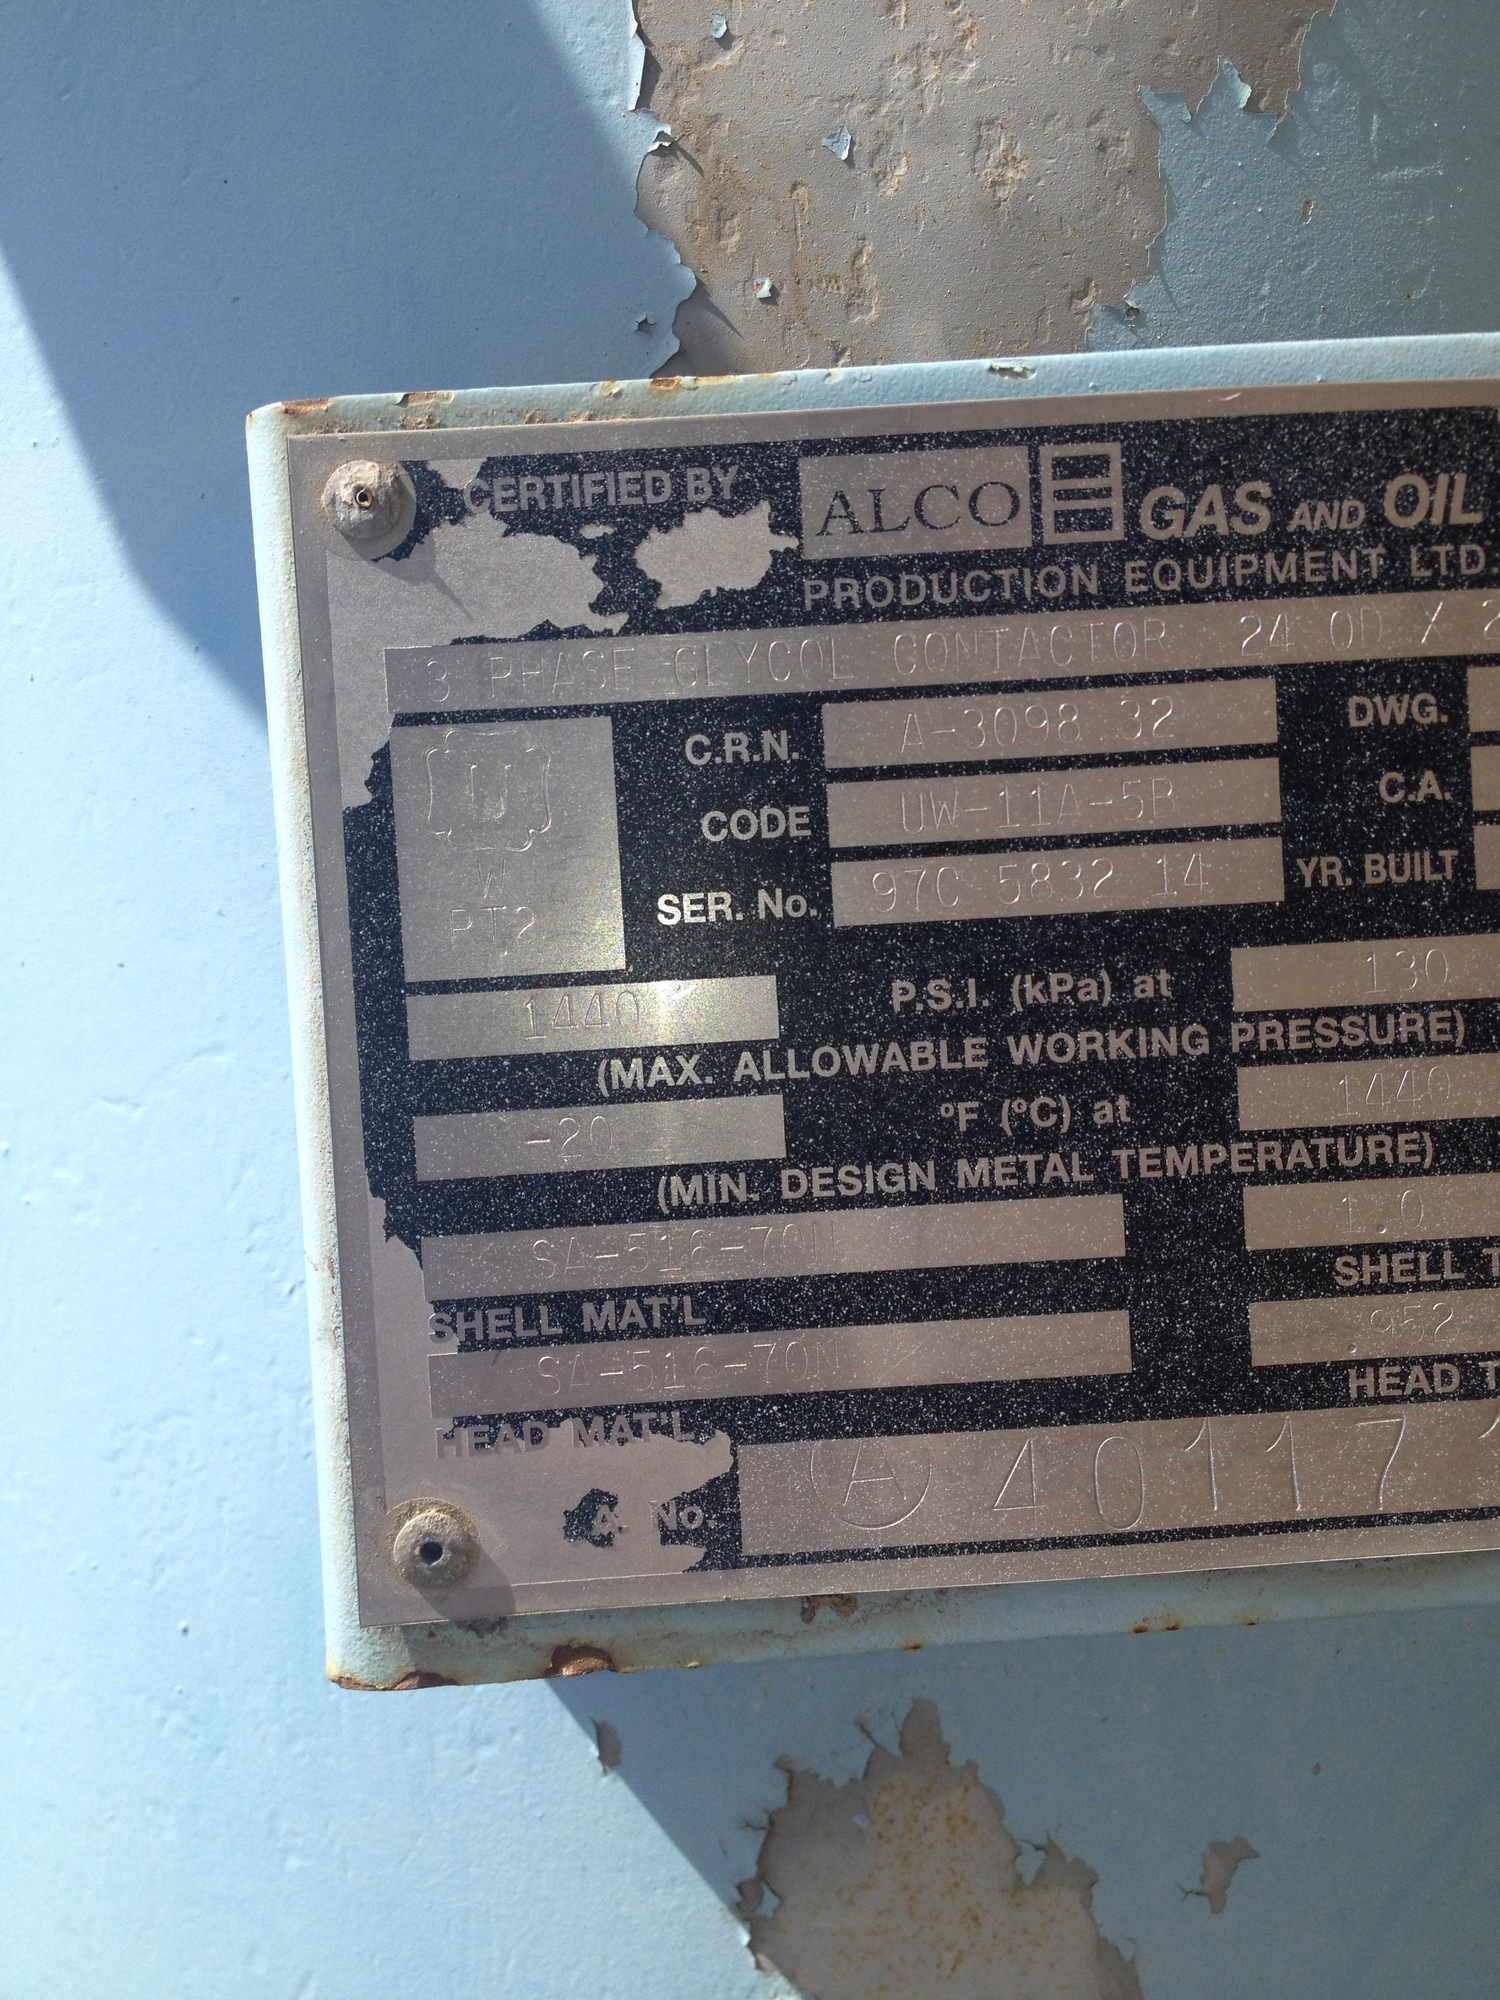 CERTIFIED BY ALCO GAS AND OIL
PRODUCTION EQUIPMENT LTD.
3 PHASE GLYCOL CONTACTOR 24 OD X 2
U
W
RT2
C.R.N. A-3098.32 DWG.
CODE UW-11A-5B C.A.
SER. No. 97C 5832 14 YR. BUILT
1440 P.S.I. (kPa) at 130
(MAX. ALLOWABLE WORKING PRESSURE)
-20 °F (°C) at 1440
(MIN. DESIGN METAL TEMPERATURE)
SA-516-70N 1.0
SHELL MAT'L SHELL T
SA-516-70N .952
HEAD MAT'L HEAD T
A. No. A 401171